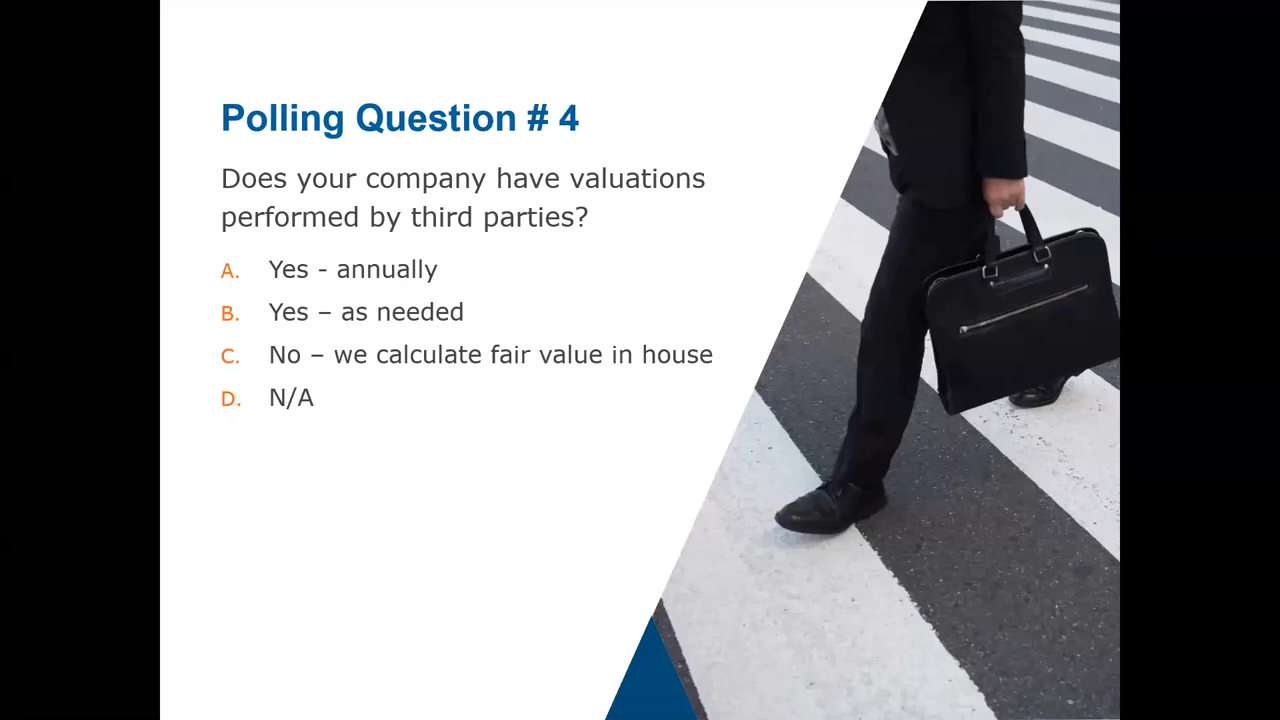 Polling Question # 4
Does your company have valuations
performed by third parties?
A. Yes - annually
B. Yes – as needed
C. No – we calculate fair value in house
D. N/A